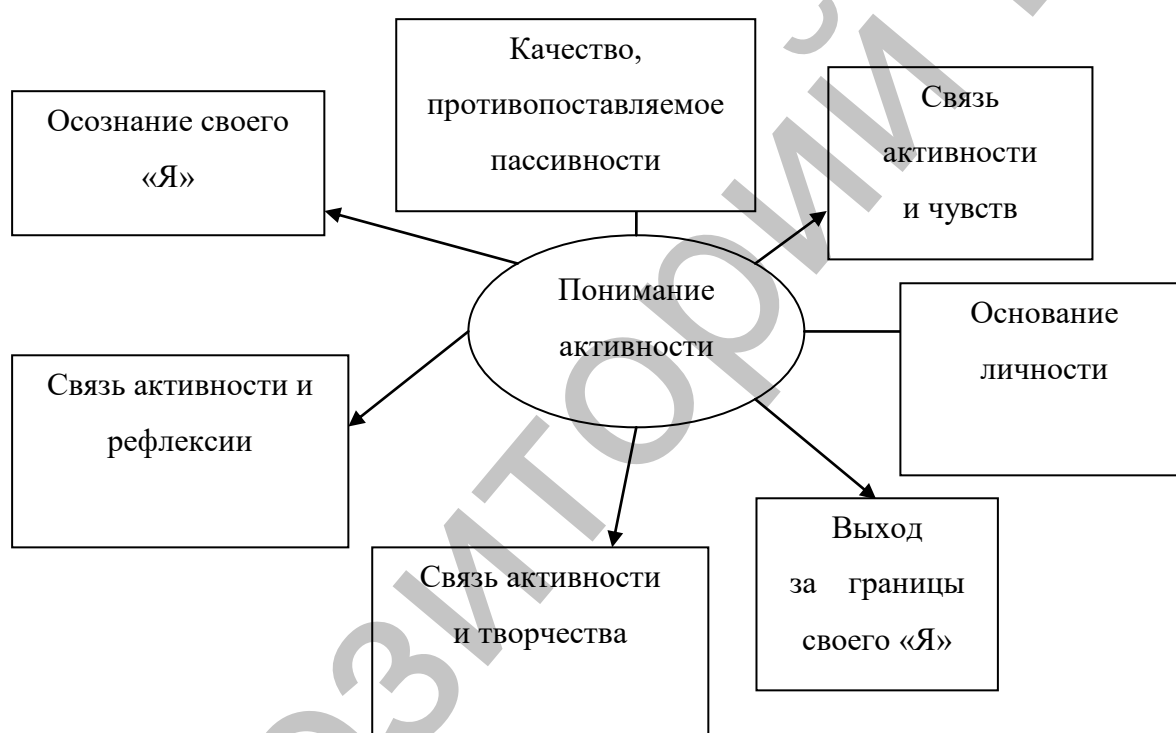 Качество,
противопоставляемое
пассивности
Связь
активности
и чувств
Осознание своего
«Я»
Понимание
активности
Основание
личности
Связь активности и
рефлексии
Выход
за границы
своего «Я»
Связь активности
и творчества